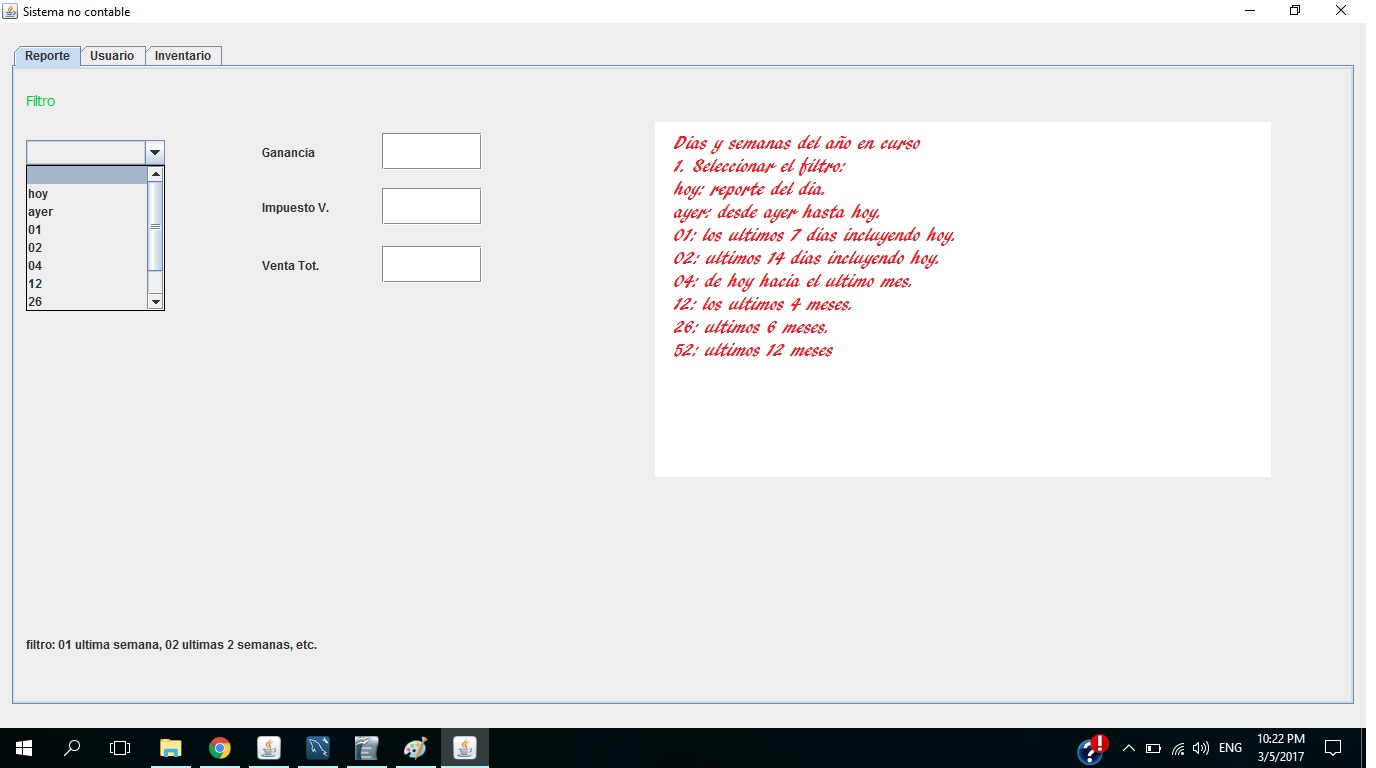 Sistema no contable
Reporte Usuario Inventario
Filtro
hoy
ayer
01
02
04
12
26
Ganancia
Impuesto V.
Venta Tot.
Días y semanas del año en curso
1. Seleccionar el filtro:
hoy: reporte del día.
ayer: desde ayer hasta hoy.
01: los ultimos 7 dias incluyendo hoy.
02: ultimos 14 dias incluyendo hoy.
04: de hoy hacia el ultimo mes.
12: los ultimos 4 meses.
26: ultimos 6 meses.
52: ultimos 12 meses
filtro: 01 ultima semana, 02 ultimas 2 semanas, etc.
ENG
10:22 PM
3/5/2017